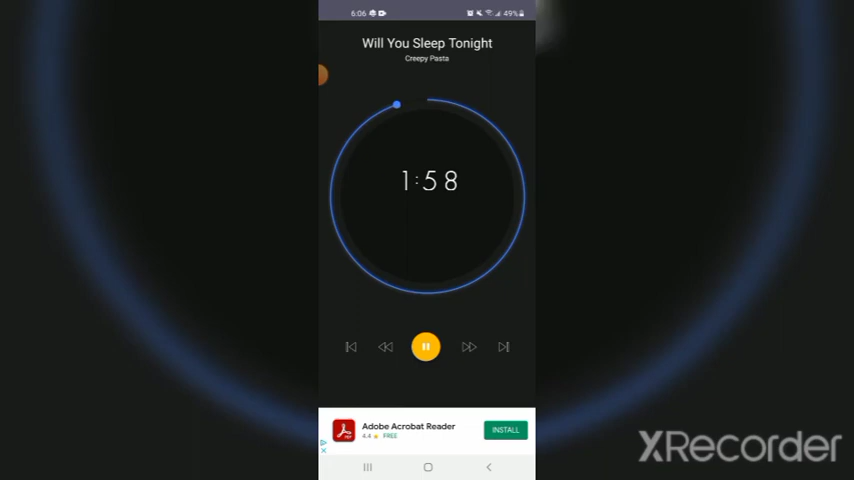 6:06
49%
Will You Sleep Tonight
Creepy Pasta
1:58
Adobe Acrobat Reader
4.4 ★ FREE
INSTALL
XRecorder